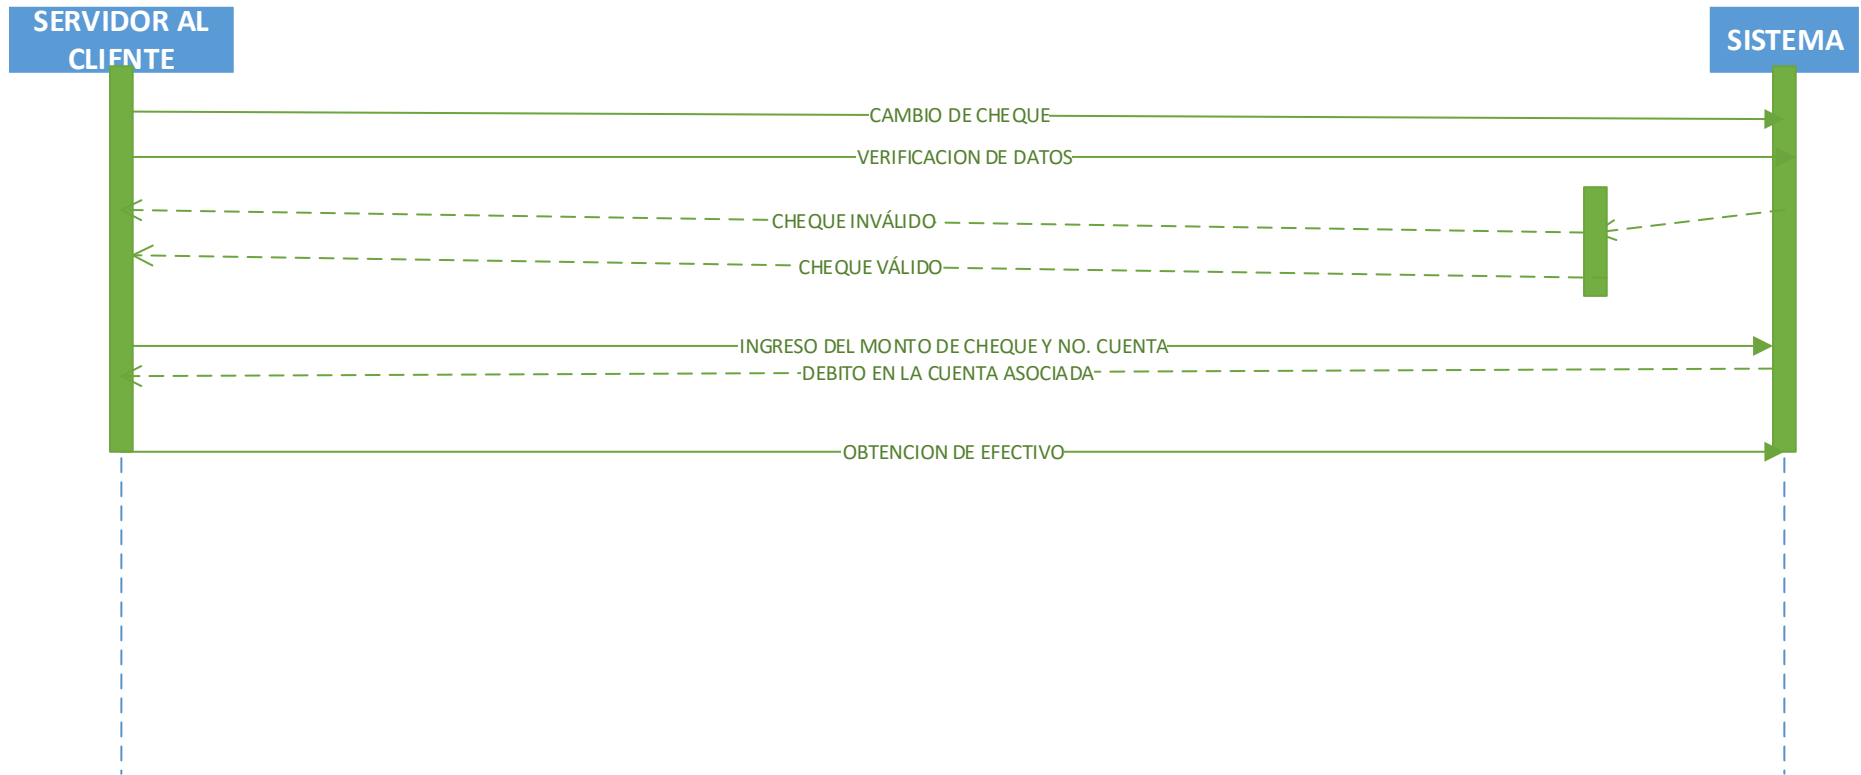 SERVIDOR AL
CLIENTE
SISTEMA
CAMBIO DE CHEQUE
VERIFICACION DE DATOS
CHEQUE INVÁLIDO
CHEQUE VÁLIDO
INGRESO DEL MONTO DE CHEQUE Y NO. CUENTA
DEBITO EN LA CUENTA ASOCIADA
OBTENCION DE EFECTIVO